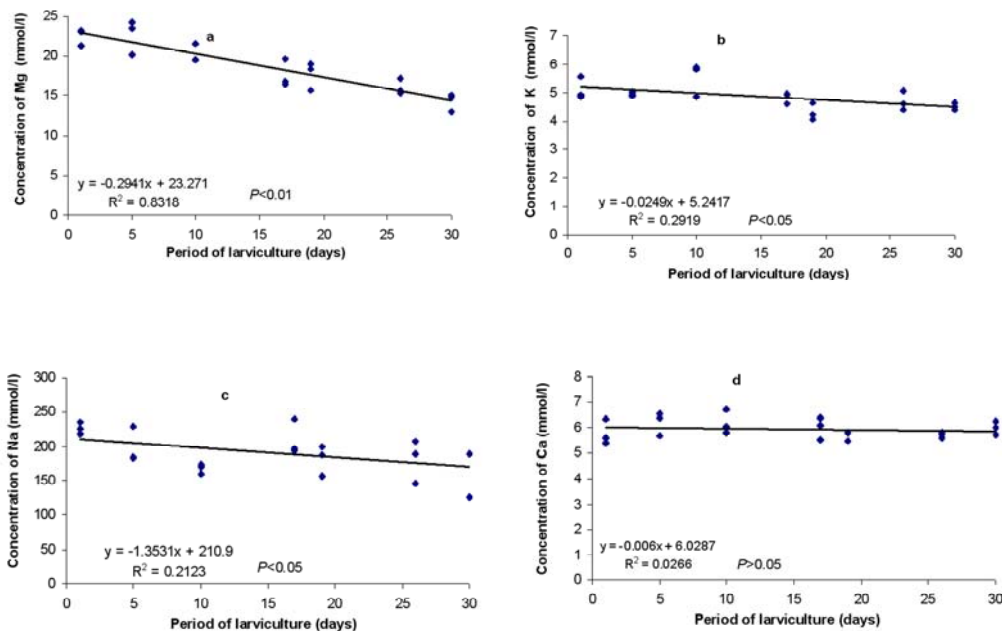 a
Concentration of Mg (mmol/l)
25
20
15
10
5
0
y = -0.2941x + 23.271
R² = 0.8318
P<0.01
0 5 10 15 20 25 30
Period of larviculture (days)
b
Concentration of K (mmol/l)
7
6
5
4
3
2
1
0
y = -0.0249x + 5.2417
R² = 0.2919
P<0.05
0 5 10 15 20 25 30
Period of larviculture (days)
c
Concentration of Na (mmol/l)
300
250
200
150
100
50
0
y = -1.3531x + 210.9
R² = 0.2123
P<0.05
0 5 10 15 20 25 30
Period of larviculture (days)
d
Concentration of Ca (mmol/l)
8
7
6
5
4
3
2
1
0
y = -0.006x + 6.0287
R² = 0.0266
P>0.05
0 5 10 15 20 25 30
Period of larviculture (days)